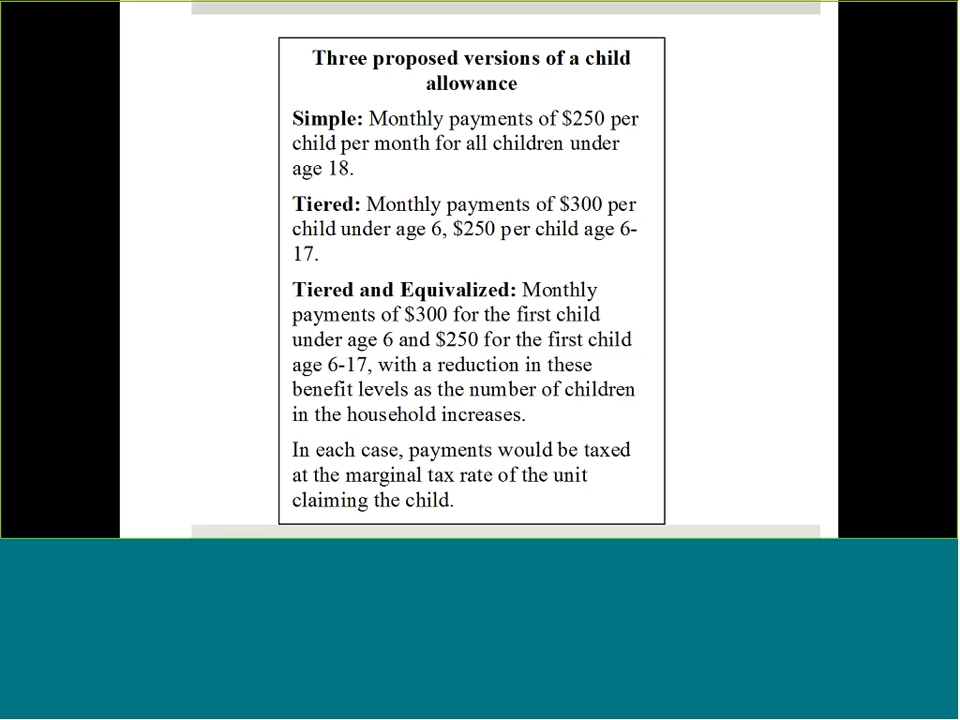 Three proposed versions of a child
allowance
Simple: Monthly payments of $250 per
child per month for all children under
age 18.
Tiered: Monthly payments of $300 per
child under age 6, $250 per child age 6-
17.
Tiered and Equivalized: Monthly
payments of $300 for the first child
under age 6 and $250 for the first child
age 6-17, with a reduction in these
benefit levels as the number of children
in the household increases.
In each case, payments would be taxed
at the marginal tax rate of the unit
claiming the child.